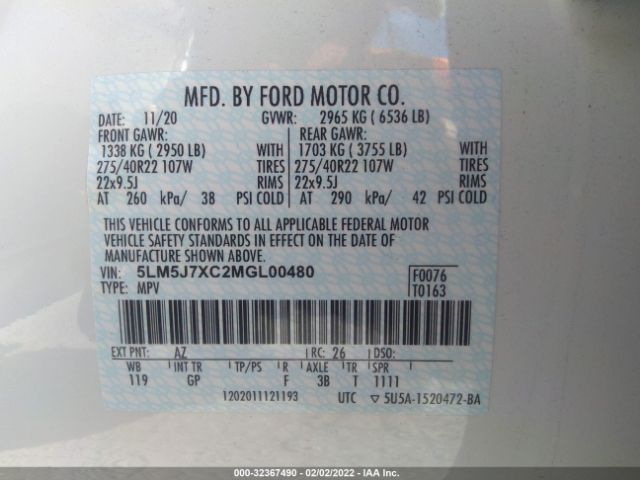 MFD. BY FORD MOTOR CO.
DATE: 11/20 GVWR: 2965 KG ( 6536 LB)
FRONT GAWR: REAR GAWR:
1338 KG ( 2950 LB) WITH 1703 KG ( 3755 LB) WITH
275/40R22 107W TIRES 275/40R22 107W TIRES
22x9.5J RIMS 22x9.5J RIMS
AT 260 kPa/ 38 PSI COLD AT 290 kPa/ 42 PSI COLD
THIS VEHICLE CONFORMS TO ALL APPLICABLE FEDERAL MOTOR
VEHICLE SAFETY STANDARDS IN EFFECT ON THE DATE OF
MANUFACTURE SHOWN ABOVE.
VIN: 5LM5J7XC2MGL00480 F0076
TYPE: MPV T0163
EXT PNT: AZ RC: 26 DSO:
WB INT TR TP/PS R AXLE TR SPR
119 GP F 3B T 1111
1202011121193 UTC ▽ 5U5A-1520472-BA
000-32367490 - 02/02/2022 - IAA Inc.